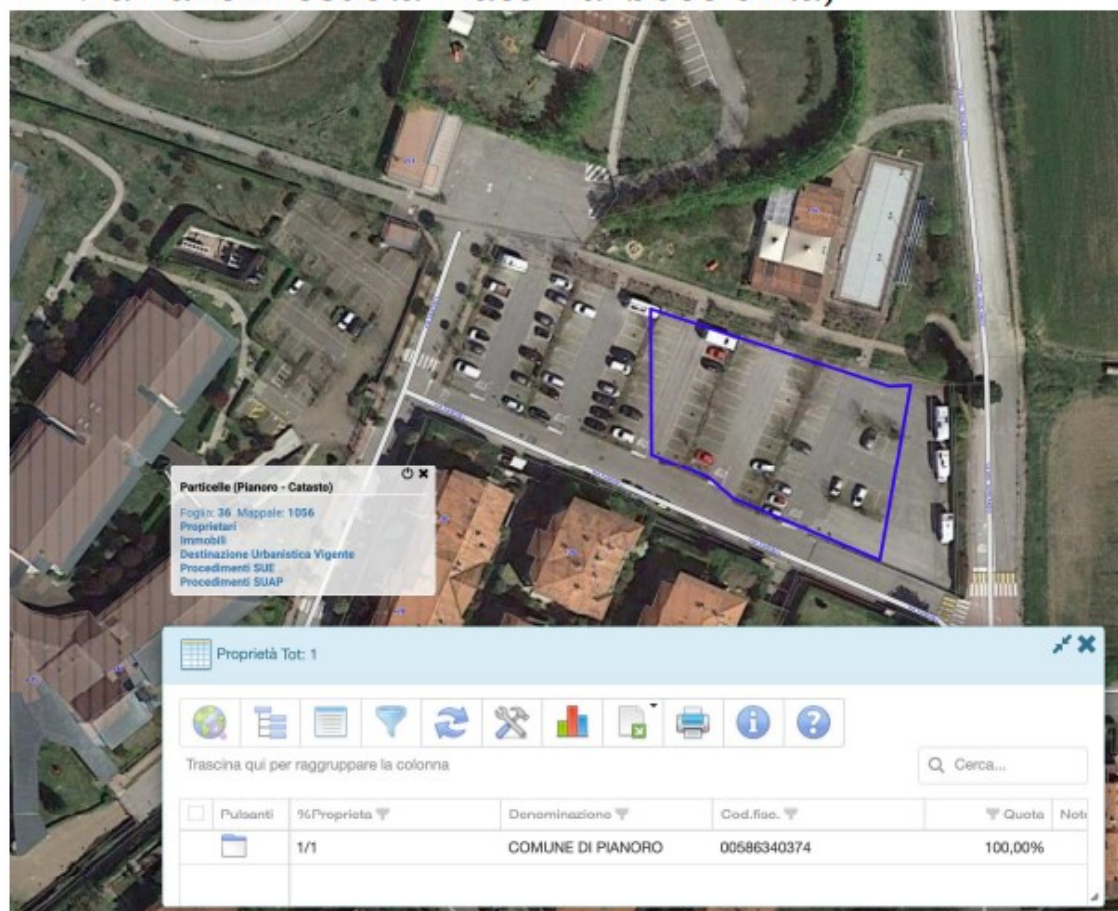 Particelle (Pianoro - Catasto)
Foglio: 36 Mappale: 1056
Proprietari
Immobili
Destinazione Urbanistica Vigente
Procedimenti SUE
Procedimenti SUAP
Proprietà Tot: 1
Trascina qui per raggruppare la colonna
Cerca...
Pulsanti %Proprieta Denominazione Cod.fisc. Quota Note
1/1 COMUNE DI PIANORO 00586340374 100,00%